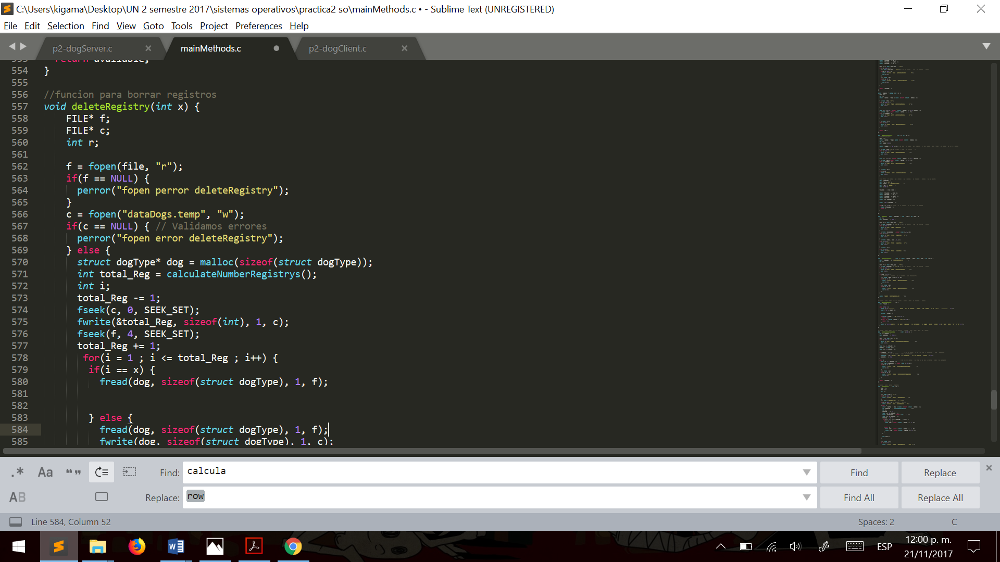 C:\Users\kigama\Desktop\UN 2 semestre 2017\sistemas operativos\practica2 so\mainMethods.c • - Sublime Text (UNREGISTERED)
File Edit Selection Find View Goto Tools Project Preferences Help
p2-dogServer.c mainMethods.c p2-dogClient.c
553 return available;
554 }
555
556 //funcion para borrar registros
557 void deleteRegistry(int x) {
558 FILE* f;
559 FILE* c;
560 int r;
561
562 f = fopen(file, "r");
563 if(f == NULL) {
564 perror("fopen perror deleteRegistry");
565 }
566 c = fopen("dataDogs.temp", "w");
567 if(c == NULL) { // Validamos errores
568 perror("fopen error deleteRegistry");
569 } else {
570 struct dogType* dog = malloc(sizeof(struct dogType));
571 int total_Reg = calculateNumberRegistrys();
572 int i;
573 total_Reg -= 1;
574 fseek(c, 0, SEEK_SET);
575 fwrite(&total_Reg, sizeof(int), 1, c);
576 fseek(f, 4, SEEK_SET);
577 total_Reg += 1;
578 for(i = 1 ; i <= total_Reg ; i++) {
579 if(i == x) {
580 fread(dog, sizeof(struct dogType), 1, f);
581
582
583 } else {
584 fread(dog, sizeof(struct dogType), 1, f);
585 fwrite(dog, sizeof(struct dogType), 1, c);
.* Aa “ ” Find: calcula Find Replace
AB Replace: row Find All Replace All
Line 584, Column 52 Spaces: 2 C
ESP 12:00 p. m.
21/11/2017